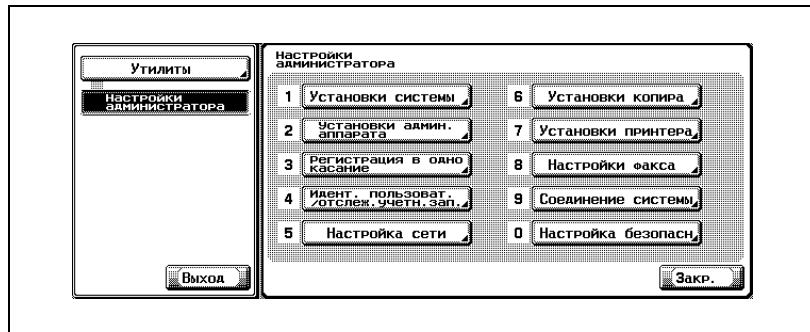 Утилиты
Настройки
администратора
Выход
Настройки
администратора
1 Установки системы
2 Установки админ.
аппарата
3 Регистрация в одно
касание
4 Идент. пользоват.
/отслеж.учетн.зап.
5 Настройка сети
6 Установки копира
7 Установки принтера
8 Настройки факса
9 Соединение системы
0 Настройка безопасн
Закр.